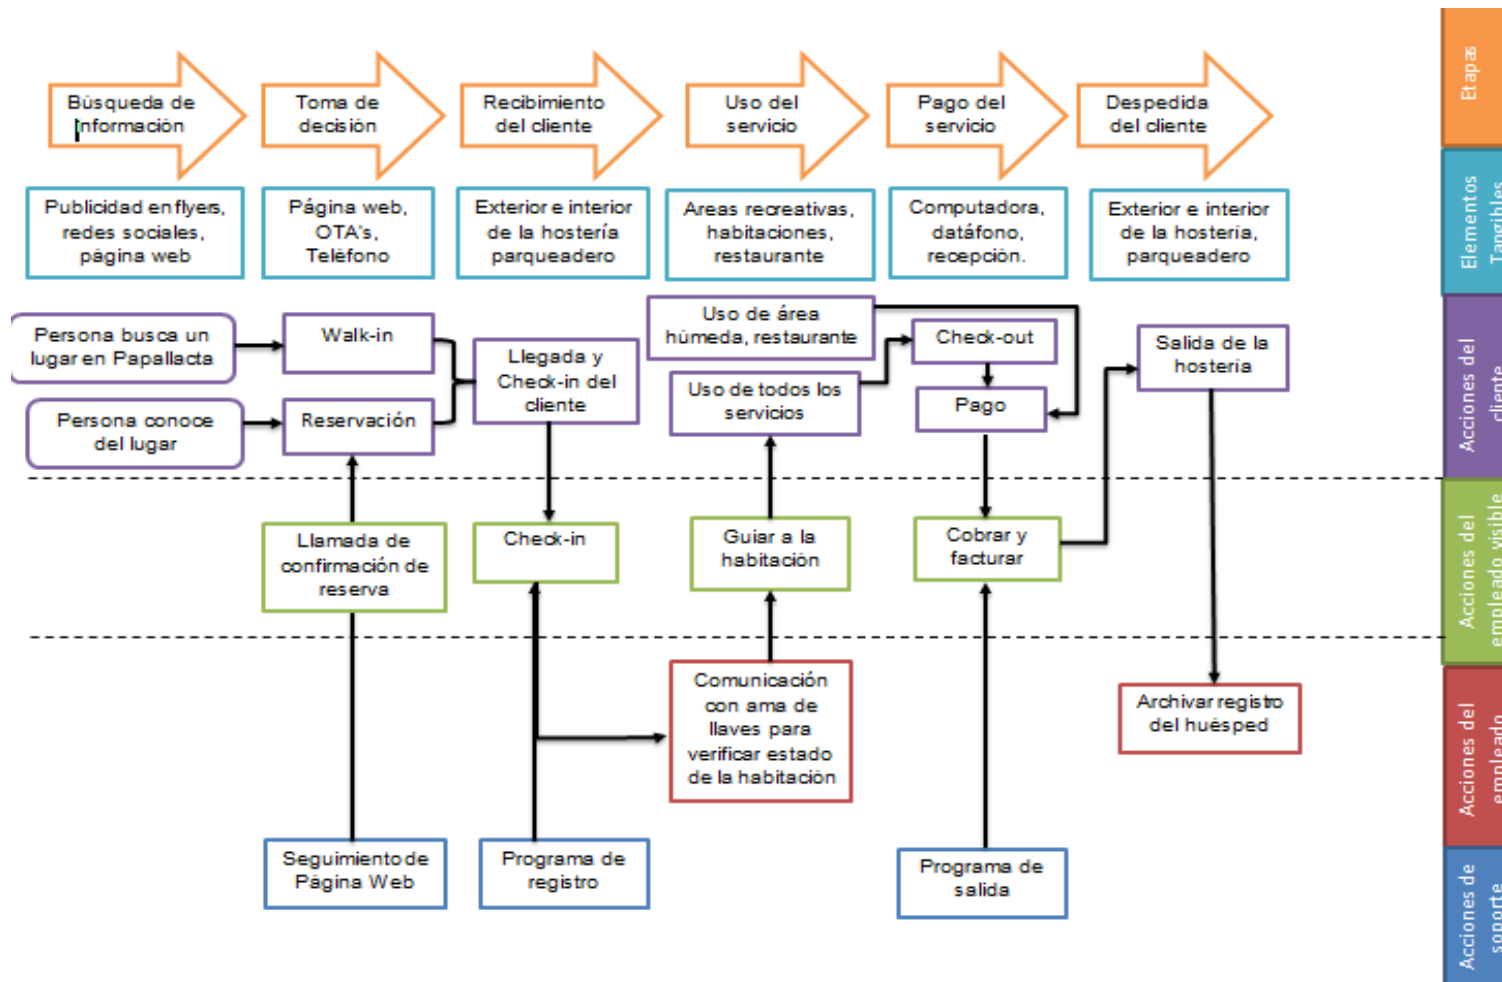 Búsqueda de
Información
Toma de
decisión
Recibimiento
del cliente
Uso del
servicio
Pago del
servicio
Despedida
del cliente
Etapas
Publicidad en flyers,
redes sociales,
página web
Página web,
OTA's,
Teléfono
Exterior e interior
de la hostería
parqueadero
Areas recreativas,
habitaciones,
restaurante
Computadora,
datáfono,
recepción.
Exterior e interior
de la hostería,
parqueadero
Elementos
Tangibles
Persona busca un
lugar en Papallacta
Persona conoce
del lugar
Walk-in
Reservación
Llegada y
Check-in del
cliente
Uso de área
húmeda, restaurante
Uso de todos los
servicios
Check-out
Pago
Salida de la
hostería
Acciones del
cliente
Llamada de
confirmación de
reserva
Check-in
Guiar a la
habitación
Cobrar y
facturar
Acciones del
empleado visible
Comunicación
con ama de
llaves para
verificar estado
de la habitación
Archivar registro
del huésped
Acciones del
empleado
Seguimiento de
Página Web
Programa de
registro
Programa de
salida
Acciones de
soporte